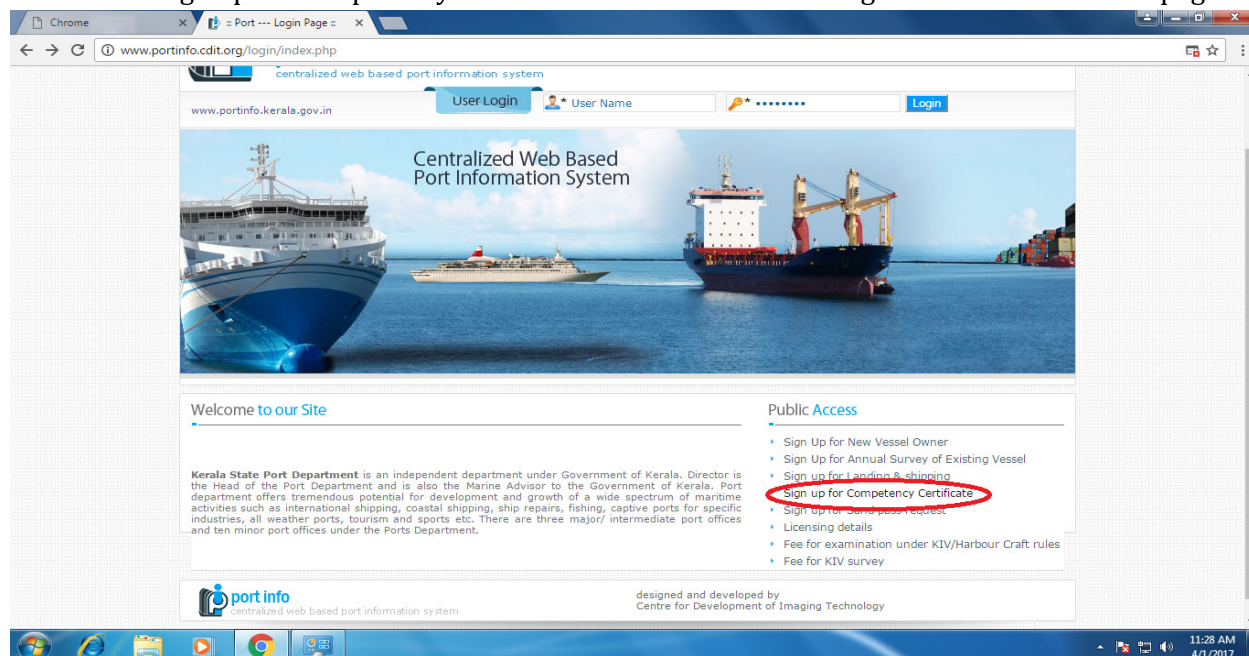 Chrome
:: Port --- Login Page ::
www.portinfo.cdit.org/login/index.php
centralized web based port information system
www.portinfo.kerala.gov.in
User Login
* User Name
* ••••••••
Login
Centralized Web Based
Port Information System
Welcome to our Site
Kerala State Port Department is an independent department under Government of Kerala. Director is
the Head of the Port Department and is also the Marine Advisor to the Government of Kerala. Port
department offers tremendous potential for development and growth of a wide spectrum of maritime
activities such as international shipping, coastal shipping, ship repairs, fishing, captive ports for specific
industries, all weather ports, tourism and sports etc. There are three major/ intermediate port offices
and ten minor port offices under the Ports Department.
Public Access
Sign Up for New Vessel Owner
Sign Up for Annual Survey of Existing Vessel
Sign up for Landing & shipping
Sign up for Competency Certificate
Sign up for Sand pass request
Licensing details
Fee for examination under KIV/Harbour Craft rules
Fee for KIV survey
port info
centralized web based port information system
designed and developed by
Centre for Development of Imaging Technology
11:28 AM
4/1/2017